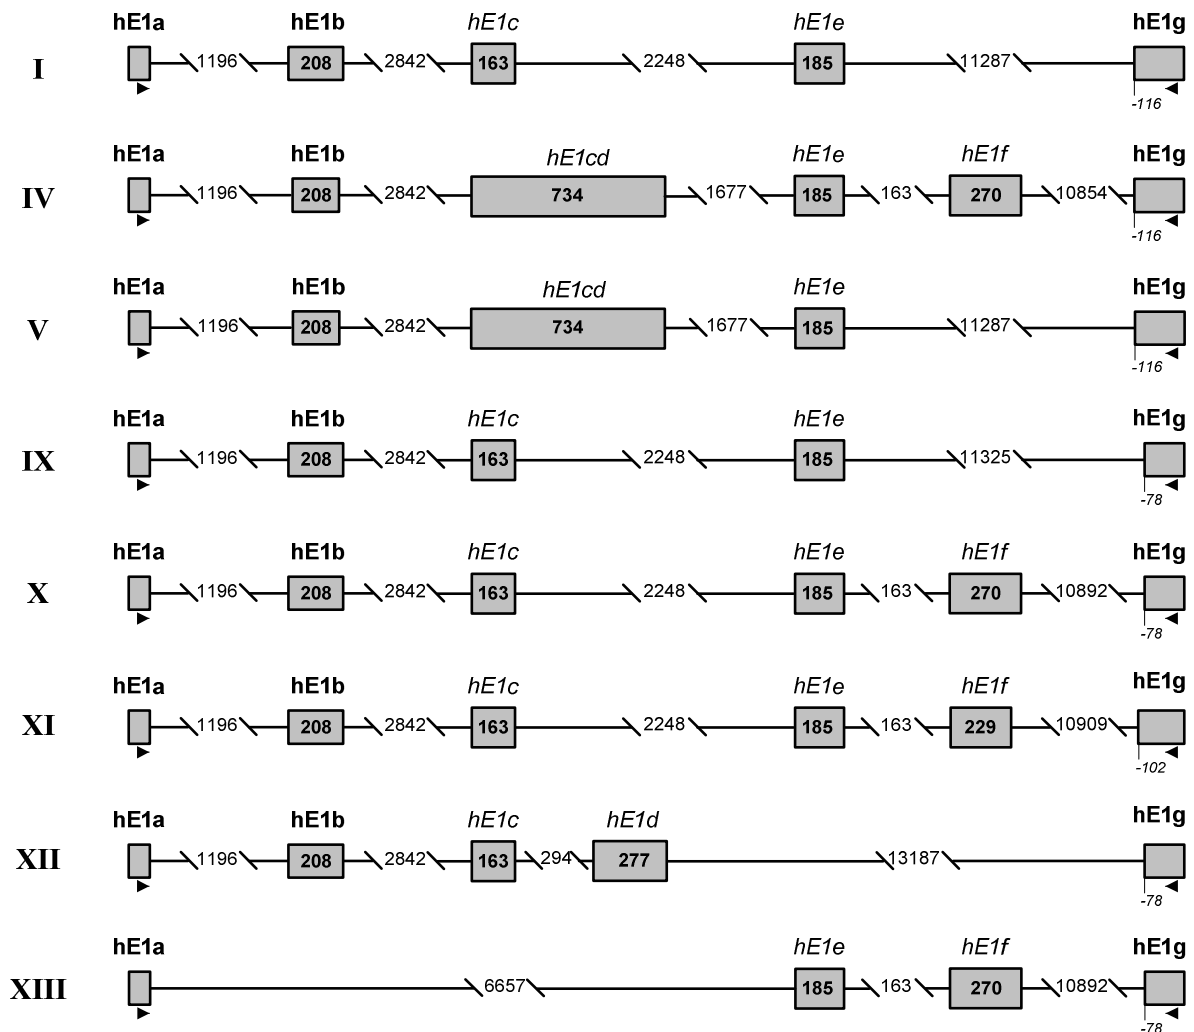 hE1a hE1b hE1c hE1e hE1g
I 1196 208 2842 163 2248 185 11287
-116
hE1a hE1b hE1cd hE1e hE1f hE1g
IV 1196 208 2842 734 1677 185 163 270 10854
-116
hE1a hE1b hE1cd hE1e hE1g
V 1196 208 2842 734 1677 185 11287
-116
hE1a hE1b hE1c hE1e hE1g
IX 1196 208 2842 163 2248 185 11325
-78
hE1a hE1b hE1c hE1e hE1f hE1g
X 1196 208 2842 163 2248 185 163 270 10892
-78
hE1a hE1b hE1c hE1e hE1f hE1g
XI 1196 208 2842 163 2248 185 163 229 10909
-102
hE1a hE1b hE1c hE1d hE1g
XII 1196 208 2842 163 294 277 13187
-78
hE1a hE1e hE1f hE1g
XIII 6657 185 163 270 10892
-78